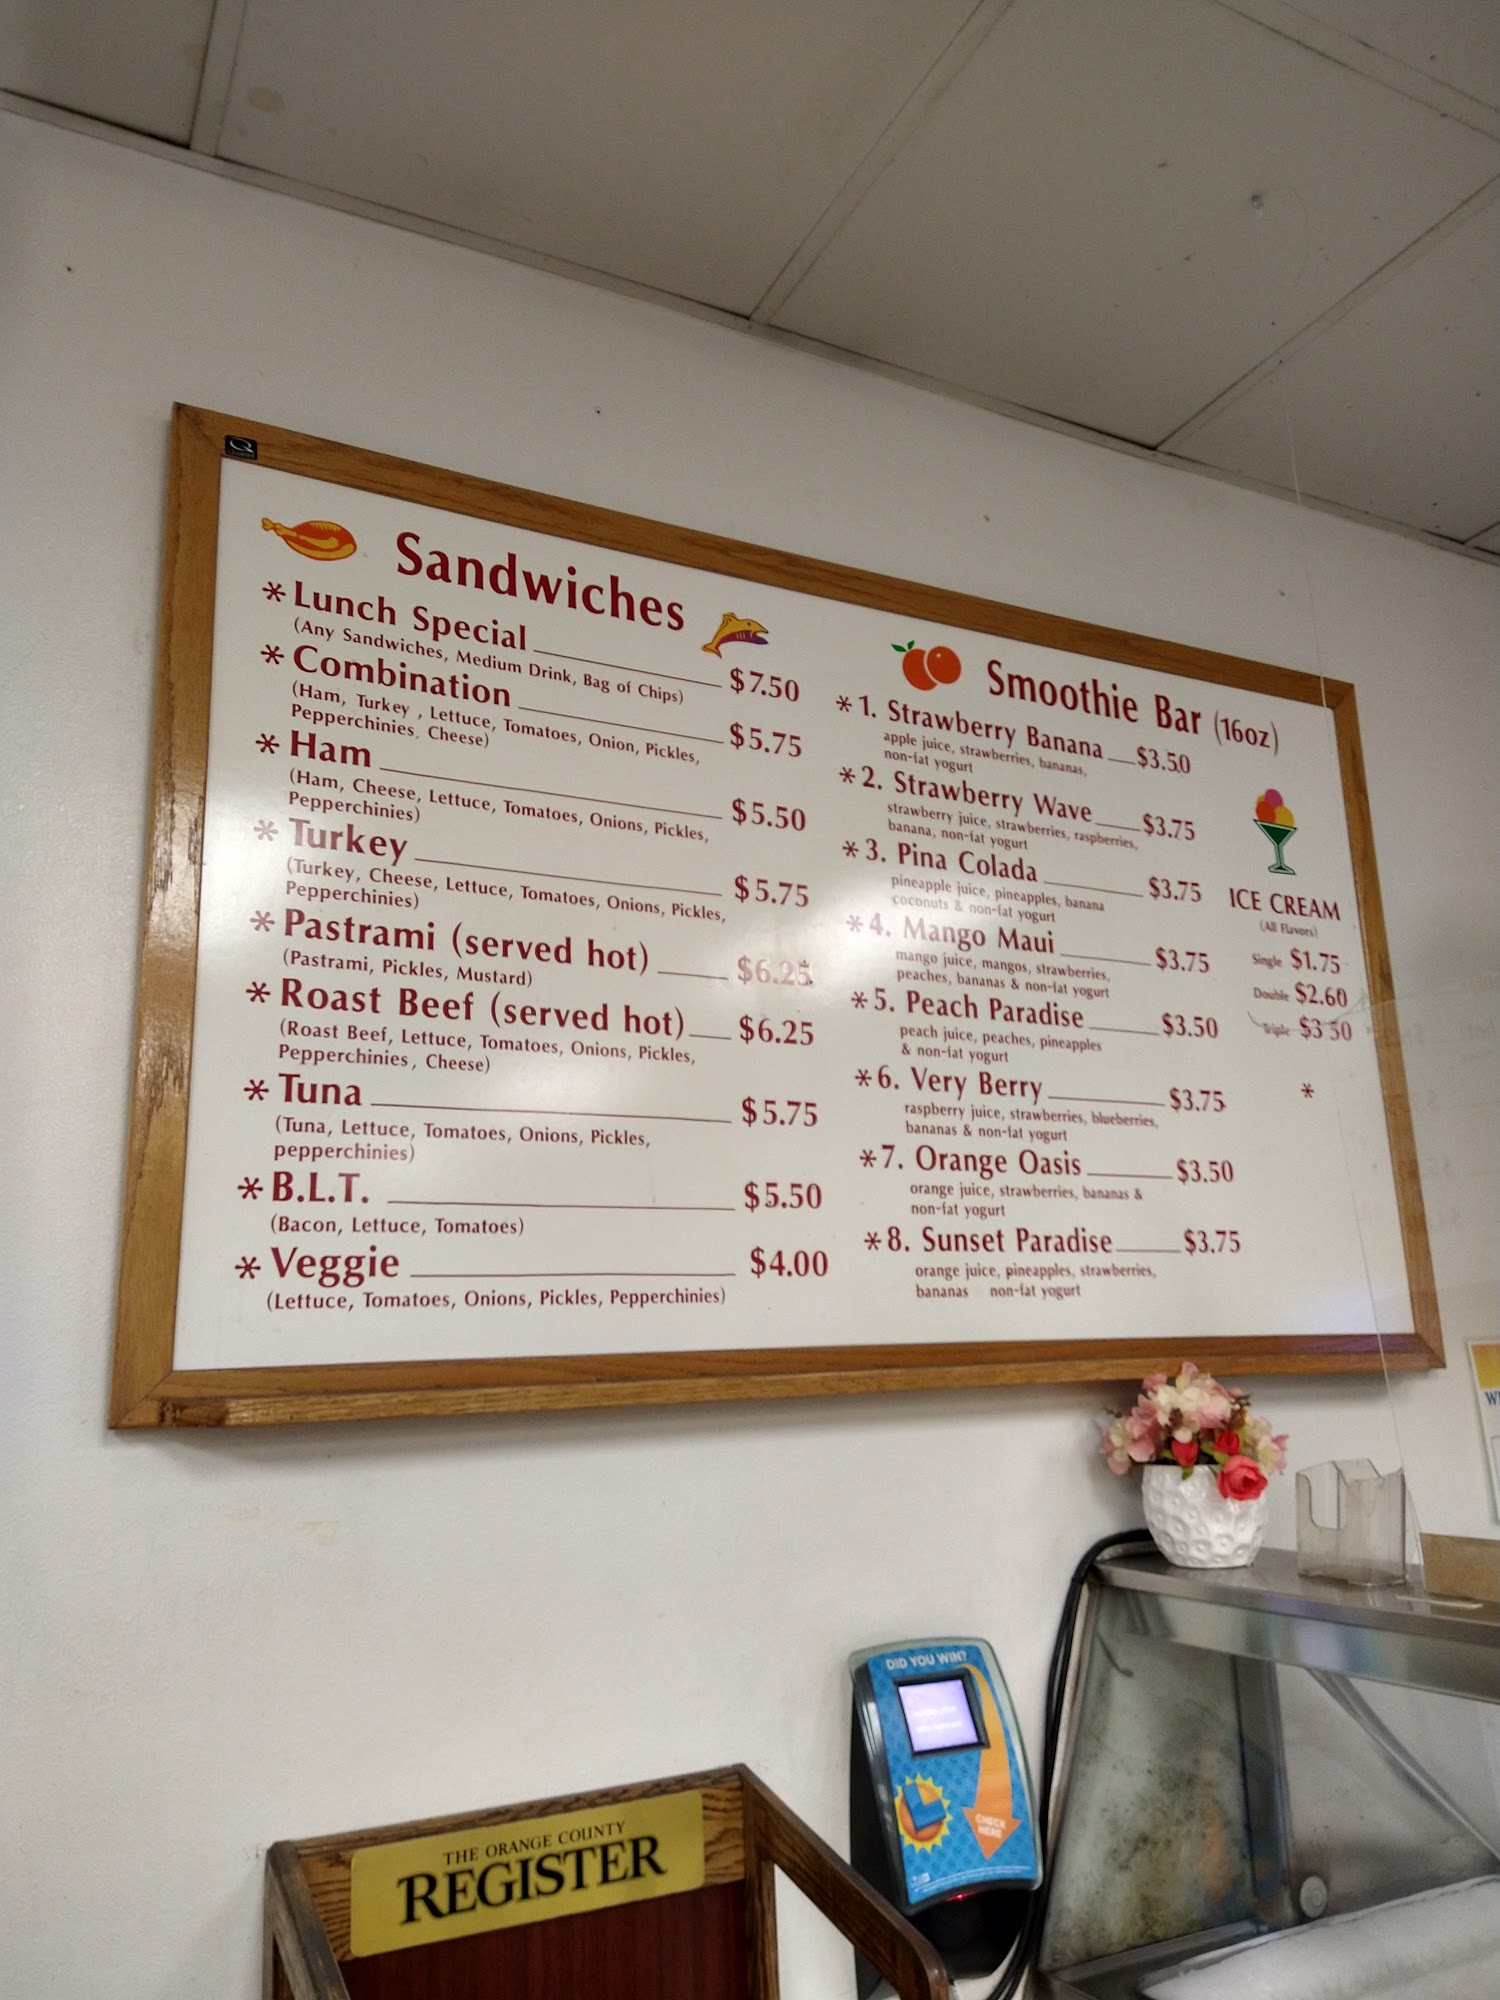 Sandwiches
* Lunch Special $7.50
(Any Sandwiches, Medium Drink, Bag of Chips)
* Combination $5.75
(Ham, Turkey , Lettuce, Tomatoes, Onion, Pickles,
Pepperchinies, Cheese)
* Ham $5.50
(Ham, Cheese, Lettuce, Tomatoes, Onions, Pickles,
Pepperchinies)
* Turkey $5.75
(Turkey, Cheese, Lettuce, Tomatoes, Onions, Pickles,
Pepperchinies)
* Pastrami (served hot) $6.25
(Pastrami, Pickles, Mustard)
* Roast Beef (served hot) $6.25
(Roast Beef, Lettuce, Tomatoes, Onions, Pickles,
Pepperchinies, Cheese)
* Tuna $5.75
(Tuna, Lettuce, Tomatoes, Onions, Pickles,
pepperchinies)
* B.L.T. $5.50
(Bacon, Lettuce, Tomatoes)
* Veggie $4.00
(Lettuce, Tomatoes, Onions, Pickles, Pepperchinies)
Smoothie Bar (16oz)
* 1. Strawberry Banana $3.50
apple juice, strawberries, bananas,
non-fat yogurt
* 2. Strawberry Wave $3.75
strawberry juice, strawberries, raspberries,
banana, non-fat yogurt
* 3. Pina Colada $3.75
pineapple juice, pineapples, banana
coconuts & non-fat yogurt
* 4. Mango Maui $3.75
mango juice, mangos, strawberries,
peaches, bananas & non-fat yogurt
* 5. Peach Paradise $3.50
peach juice, peaches, pineapples
& non-fat yogurt
* 6. Very Berry $3.75
raspberry juice, strawberries, blueberries,
bananas & non-fat yogurt
* 7. Orange Oasis $3.50
orange juice, strawberries, bananas &
non-fat yogurt
* 8. Sunset Paradise $3.75
orange juice, pineapples, strawberries,
bananas non-fat yogurt
ICE CREAM
(All Flavors)
Single $1.75
Double $2.60
Triple $3 50
*
DID YOU WIN?
CHECK
HERE
THE ORANGE COUNTY
REGISTER